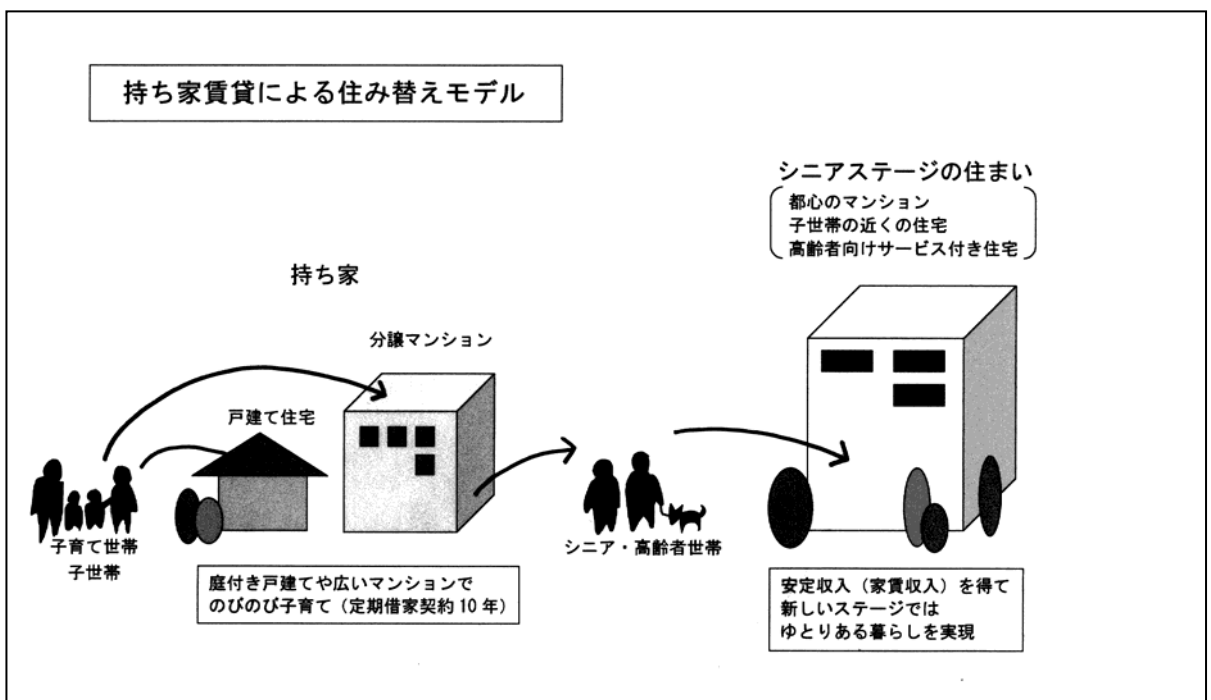 持ち家賃貸による住み替えモデル
シニアステージの住まい
都心のマンション
子世帯の近くの住宅
高齢者向けサービス付き住宅
持ち家
分譲マンション
戸建て住宅
子育て世帯
子世帯
シニア・高齢者世帯
庭付き戸建てや広いマンションで
のびのび子育て（定期借家契約10年）
安定収入（家賃収入）を得て
新しいステージでは
ゆとりある暮らしを実現